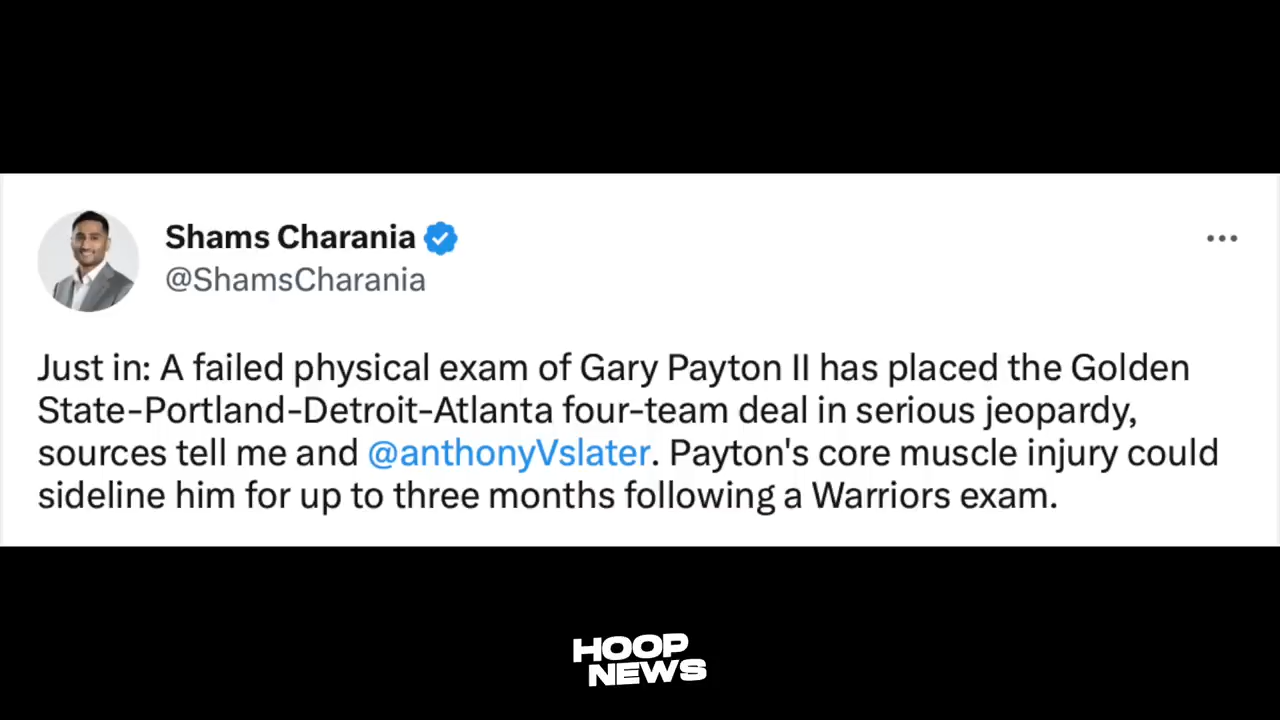 Shams Charania
@ShamsCharania
Just in: A failed physical exam of Gary Payton II has placed the Golden
State-Portland-Detroit-Atlanta four-team deal in serious jeopardy,
sources tell me and @anthonyVslater. Payton's core muscle injury could
sideline him for up to three months following a Warriors exam.
HOOP
NEWS